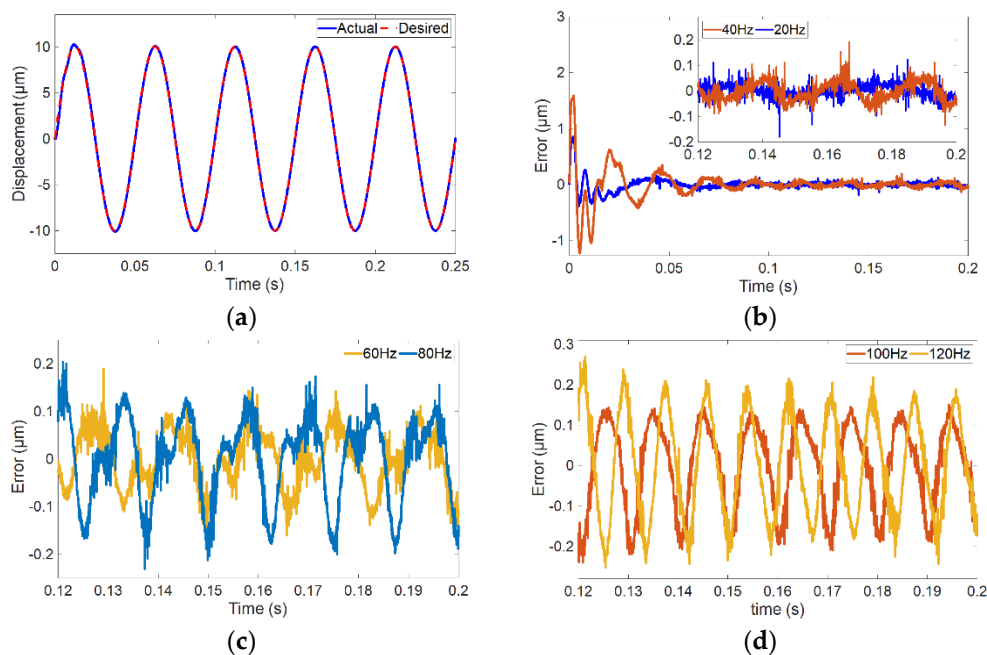 Actual Desired
Displacement (μm)
10
5
0
-5
-10
0 0.05 0.1 0.15 0.2 0.25
Time (s)
(a)
40Hz 20Hz
0.2
0.1
0
-0.1
-0.2
0.12 0.14 0.16 0.18 0.2
Error (μm)
3
2
1
0
-1
0 0.05 0.1 0.15 0.2
Time (s)
(b)
60Hz 80Hz
Error (μm)
0.2
0.1
0
-0.1
-0.2
0.12 0.13 0.14 0.15 0.16 0.17 0.18 0.19 0.2
Time (s)
(c)
100Hz 120Hz
Error (μm)
0.3
0.2
0.1
0
-0.1
-0.2
0.12 0.13 0.14 0.15 0.16 0.17 0.18 0.19 0.2
time (s)
(d)